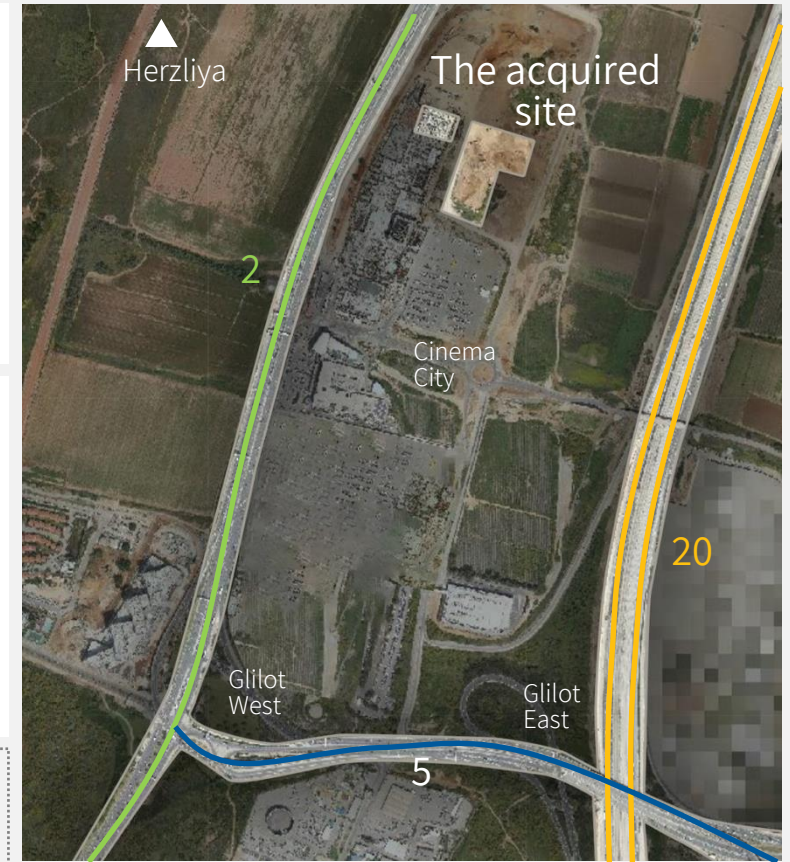 Herzliya
The acquired
site
2
Cinema
City
20
Glilot
West
Glilot
East
5